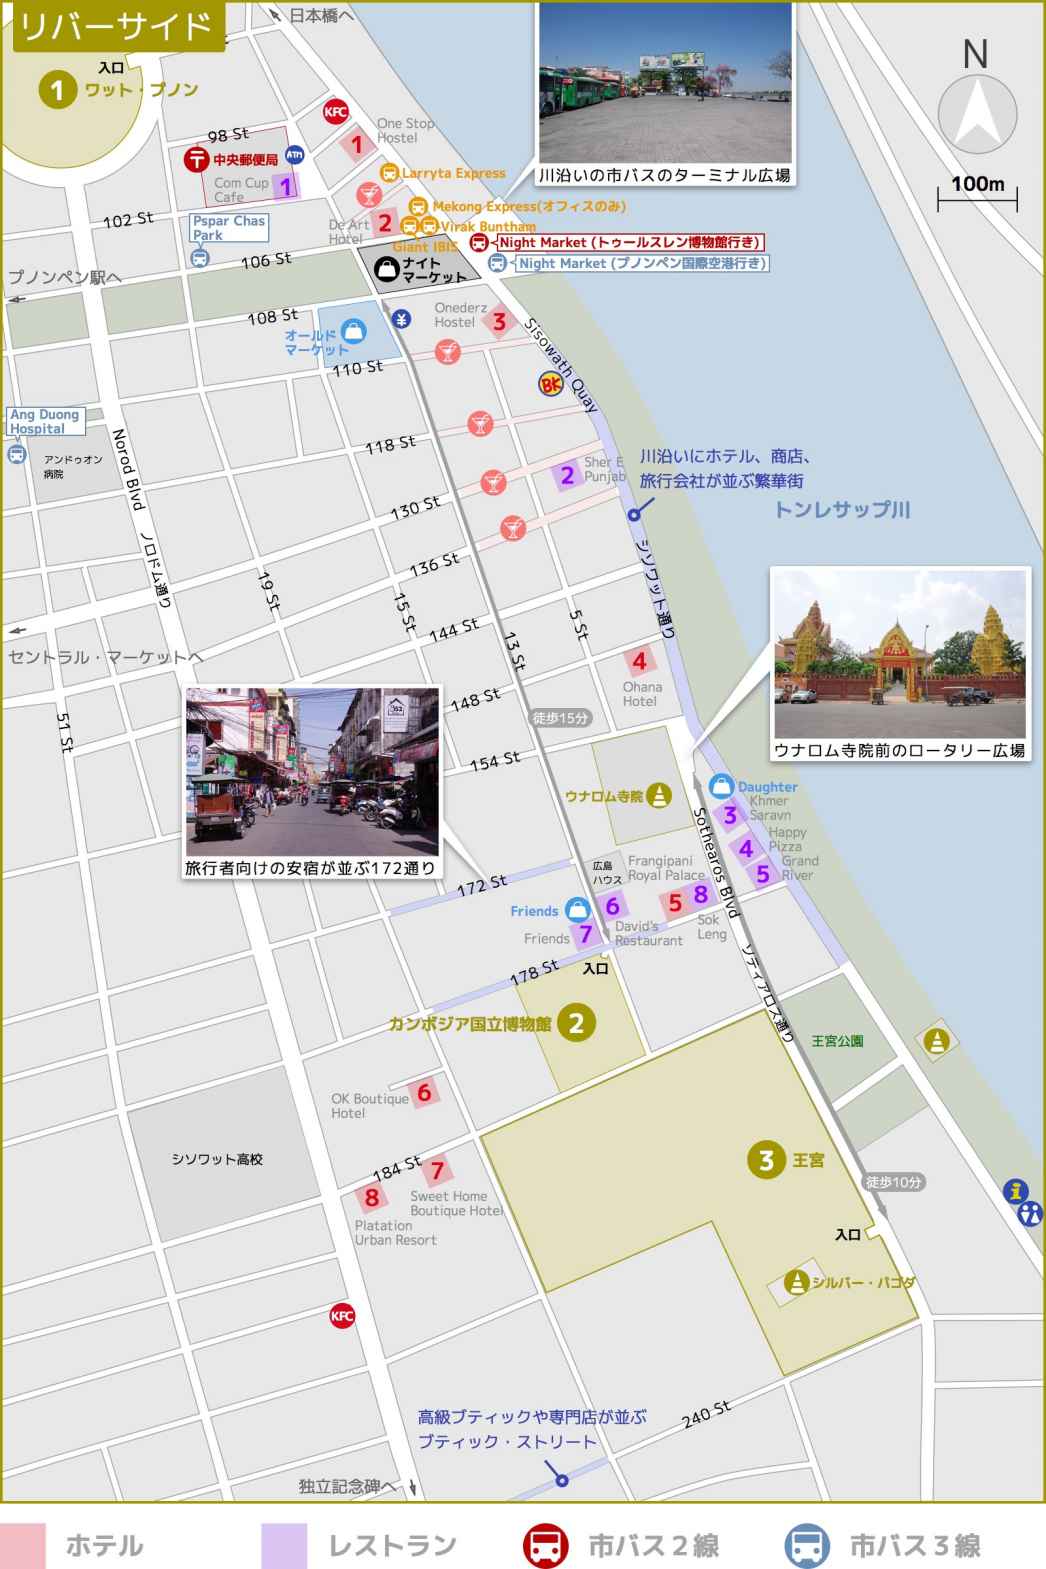 リバーサイド
日本橋へ
N
100m
入口
1
ワット・プノン
KFC
One Stop
Hostel
1
98 St
中央郵便局
ATM
Com Cup
Cafe
1
Larryta Express
Mekong Express(オフィスのみ)
Virak Buntham
Giant IBIS
De Art
Hotel
2
川沿いの市バスのターミナル広場
102 St
Pspar Chas
Park
Night Market (トゥールスレン博物館行き)
Night Market (プノンペン国際空港行き)
106 St
ナイト
マーケット
プノンペン駅へ
108 St
¥
Onederz
Hostel
3
オールド
マーケット
Sisowath Quay
110 St
BK
Ang Duong
Hospital
アンドゥオン
病院
Norod Blvd
ノロドム通り
118 St
2
Sher E
Punjab
川沿いにホテル、商店、
旅行会社が並ぶ繁華街
トンレサップ川
130 St
136 St
シソワット通り
19 St
15 St
5 St
144 St
13 St
セントラル・マーケットへ
4
Ohana
Hotel
148 St
徒歩15分
51 St
154 St
ウナロム寺院前のロータリー広場
ウナロム寺院
Daughter
3
Khmer
Saravn
Sothearos Blvd
4
Happy
Pizza
5
Grand
River
旅行者向けの安宿が並ぶ172通り
172 St
広島
ハウス
Frangipani
Royal Palace
5
8
Sok
Leng
Friends
6
David's
Restaurant
Friends
7
ソティアロス通り
178 St
入口
カンボジア国立博物館
2
王宮公園
OK Boutique
Hotel
6
シソワット高校
184 St
7
Sweet Home
Boutique Hotel
8
Platation
Urban Resort
3
王宮
徒歩10分
i
入口
シルバー・パゴダ
KFC
240 St
高級ブティックや専門店が並ぶ
ブティック・ストリート
独立記念碑へ
ホテル
レストラン
市バス２線
市バス３線